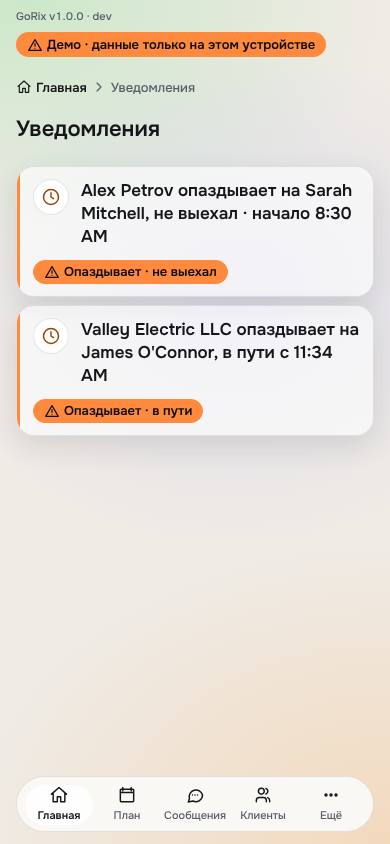 GoRix v1.0.0 · dev
Демо · данные только на этом устройстве
Главная
Уведомления
Уведомления
Alex Petrov опаздывает на Sarah
Mitchell, не выехал · начало 8:30
AM
Опаздывает · не выехал
Valley Electric LLC опаздывает на
James O'Connor, в пути с 11:34
AM
Опаздывает · в пути
Главная
План
Сообщения
Клиенты
Ещё